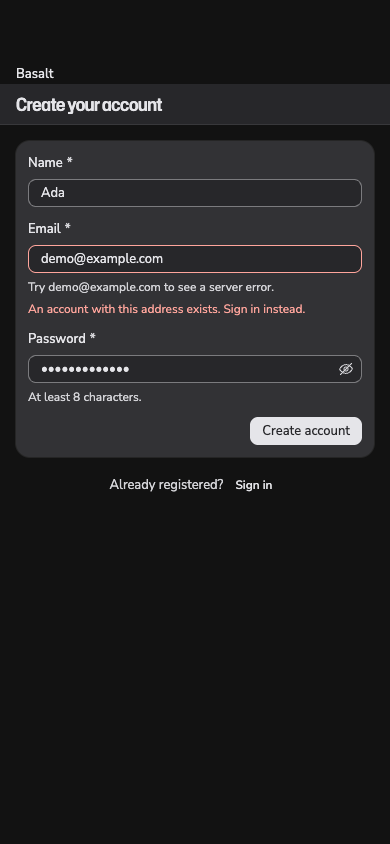 Basalt
Create your account
Name *
Ada
Email *
demo@example.com
Try demo@example.com to see a server error.
An account with this address exists. Sign in instead.
Password *
•••••••••••••
At least 8 characters.
Create account
Already registered? Sign in